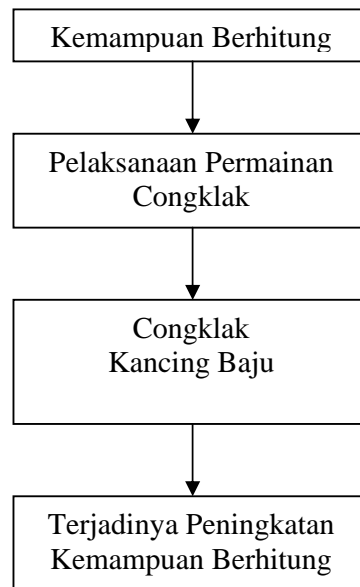 Kemampuan Berhitung
Pelaksanaan Permainan
Congklak
Congklak
Kancing Baju
Terjadinya Peningkatan
Kemampuan Berhitung